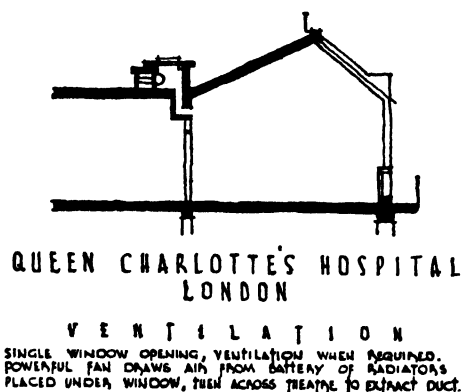 QUEEN CHARLOTTE'S HOSPITAL
LONDON
VENTILATION
SINGLE WINDOW OPENING, VENTILATION WHEN REQUIRED.
POWERFUL FAN DRAWS AIR FROM BATTERY OF RADIATORS
PLACED UNDER WINDOW, THEN ACROSS THEATRE TO EXTRACT DUCT.